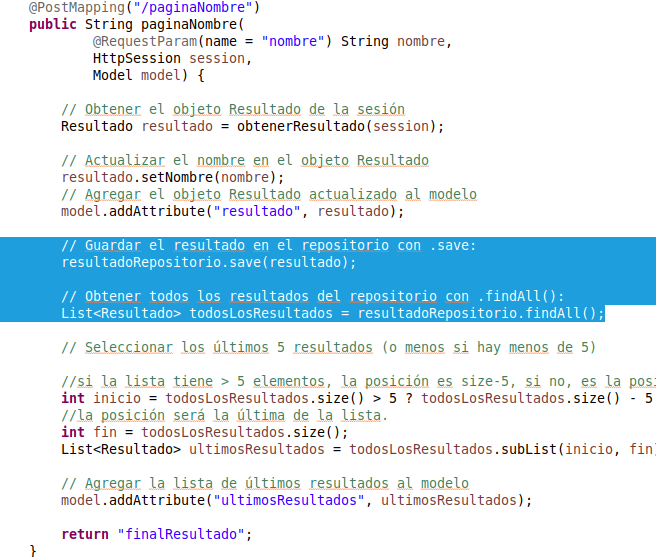 @PostMapping("/paginaNombre")
public String paginaNombre(
@RequestParam(name = "nombre") String nombre,
HttpSession session,
Model model) {
// Obtener el objeto Resultado de la sesión
Resultado resultado = obtenerResultado(session);
// Actualizar el nombre en el objeto Resultado
resultado.setNombre(nombre);
// Agregar el objeto Resultado actualizado al modelo
model.addAttribute("resultado", resultado);
// Guardar el resultado en el repositorio con .save:
resultadoRepositorio.save(resultado);
// Obtener todos los resultados del repositorio con .findAll():
List<Resultado> todosLosResultados = resultadoRepositorio.findAll();
// Seleccionar los últimos 5 resultados (o menos si hay menos de 5)
//si la lista tiene > 5 elementos, la posición es size-5, si no, es la
int inicio = todosLosResultados.size() > 5 ? todosLosResultados.size() - 5
//la posición será la última de la lista.
int fin = todosLosResultados.size();
List<Resultado> ultimosResultados = todosLosResultados.subList(inicio, fin
// Agregar la lista de últimos resultados al modelo
model.addAttribute("ultimosResultados", ultimosResultados);
return "finalResultado";
}